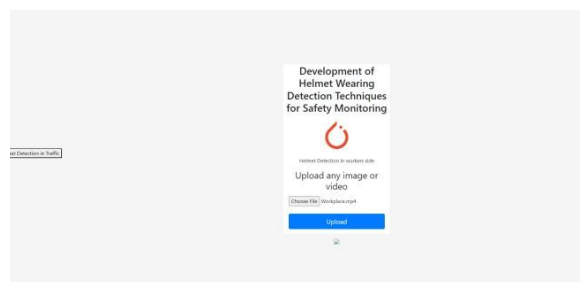 Development of
Helmet Wearing
Detection Techniques
for Safety Monitoring
Detection in Traffic
Helmet Detection in workers side
Upload any image or
video
Choose File Workplace.mp4
Upload